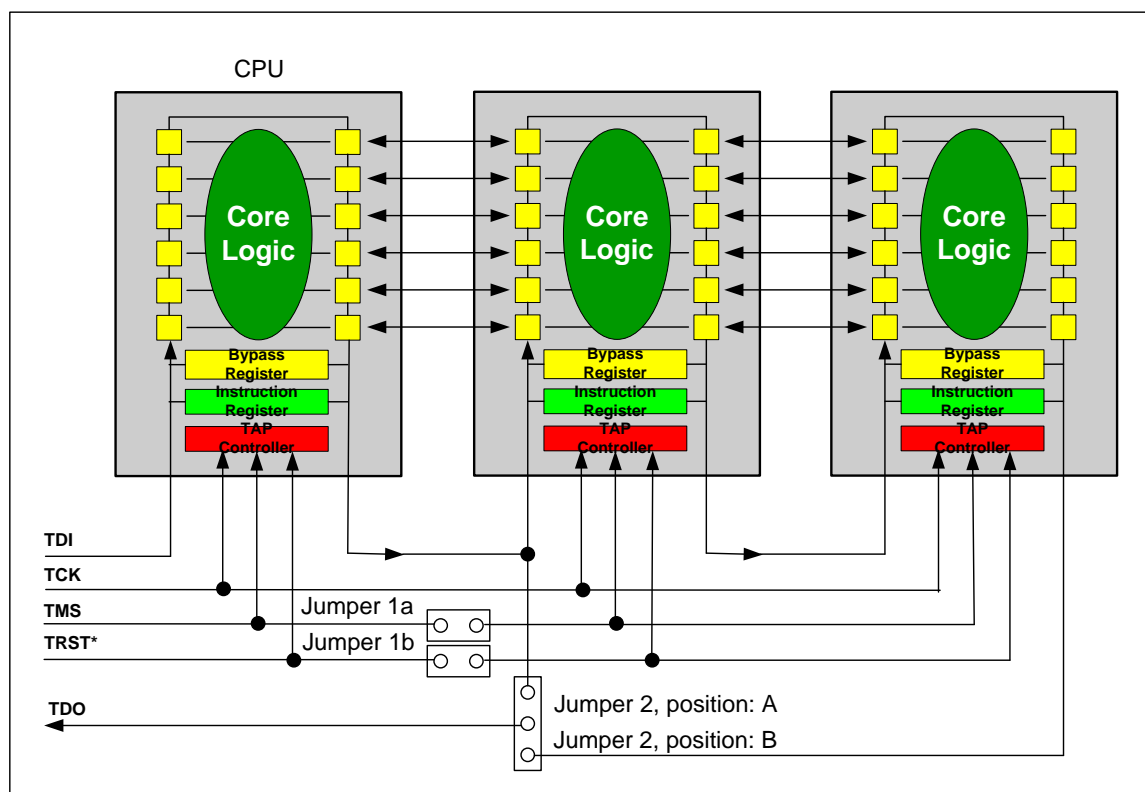 CPU
Core
Logic
Core
Logic
Core
Logic
Bypass
Register
Bypass
Register
Bypass
Register
Instruction
Register
Instruction
Register
Instruction
Register
TAP
Controller
TAP
Controller
TAP
Controller
TDI
TCK
TMS
Jumper 1a
TRST*
Jumper 1b
TDO
Jumper 2, position: A
Jumper 2, position: B